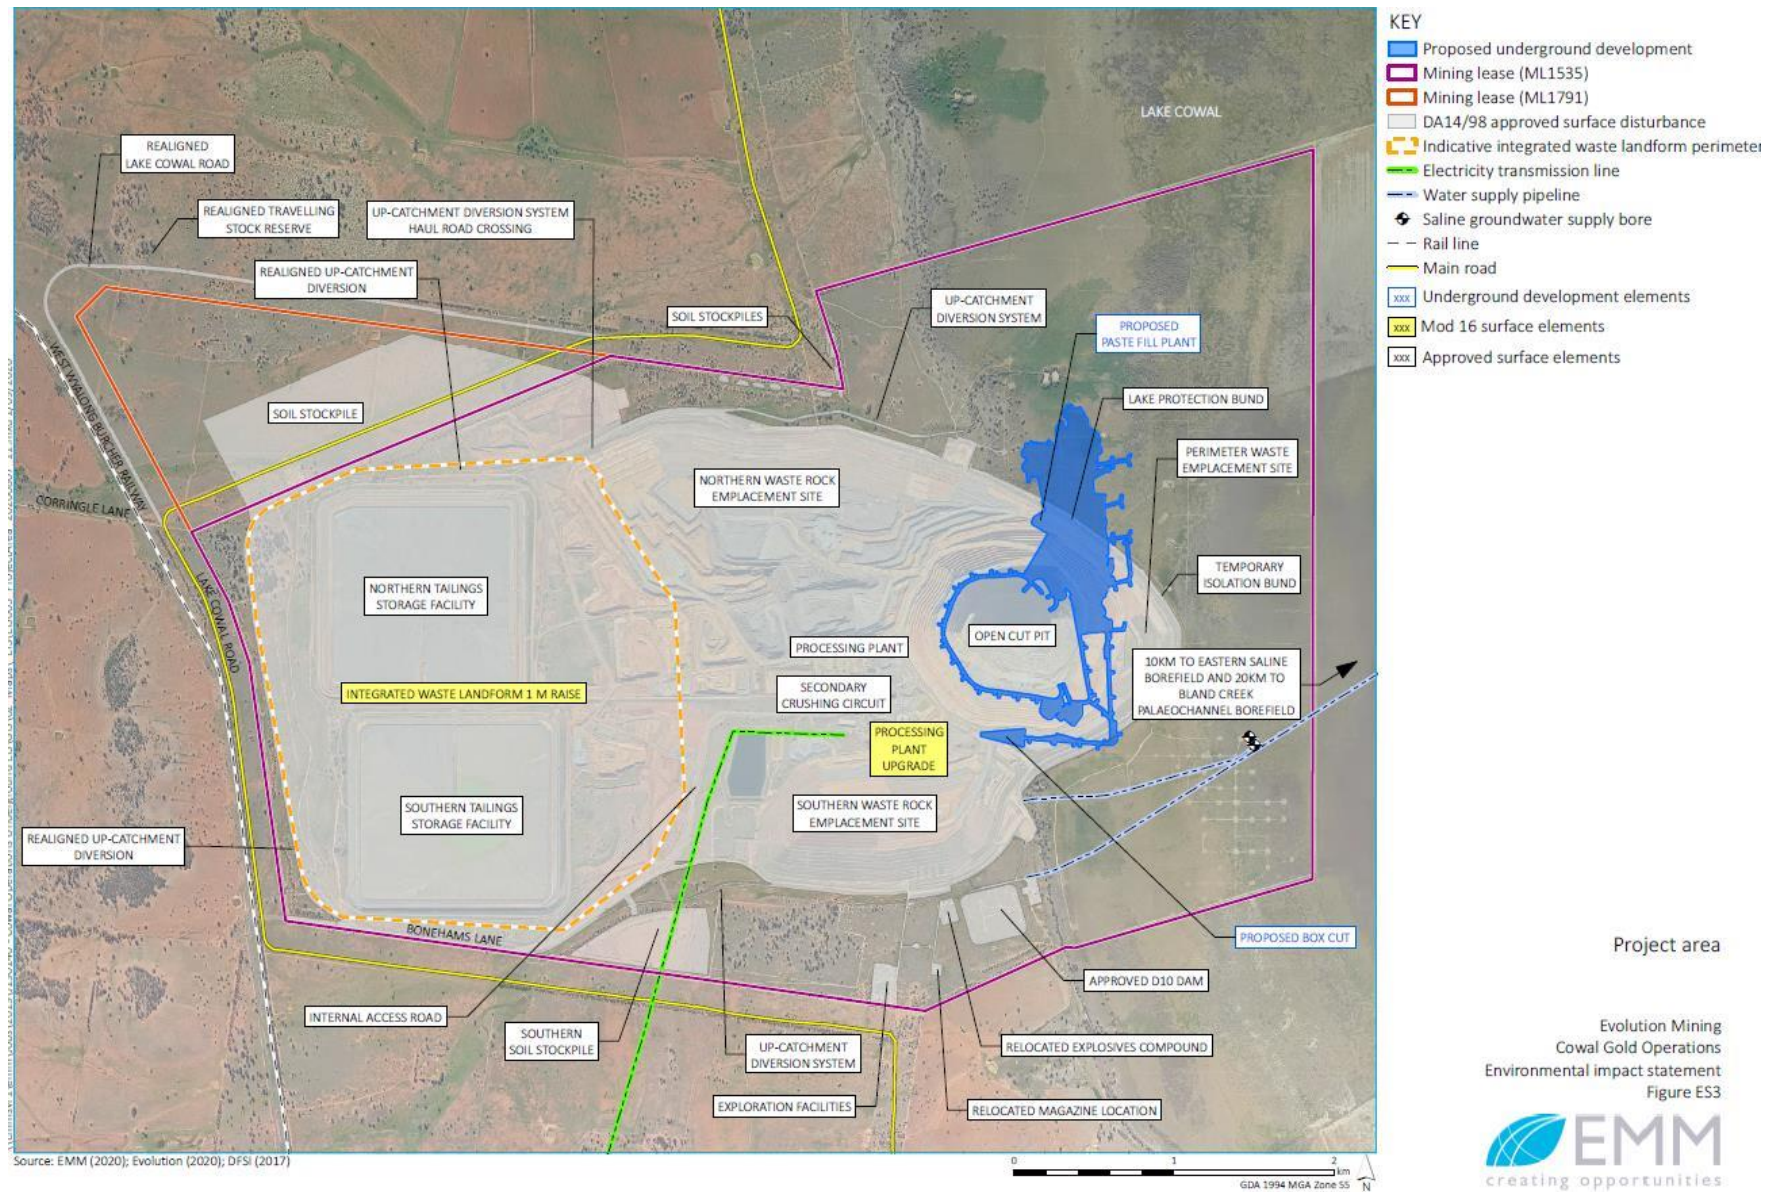 KEY
Proposed underground development
Mining lease (ML1535)
Mining lease (ML1791)
DA14/98 approved surface disturbance
Indicative integrated waste landform perimeter
Electricity transmission line
Water supply pipeline
Saline groundwater supply bore
Rail line
Main road
xxx Underground development elements
xxx Mod 16 surface elements
xxx Approved surface elements
LAKE COWAL
REALIGNED
LAKE COWAL ROAD
REALIGNED TRAVELLING
STOCK RESERVE
UP-CATCHMENT DIVERSION SYSTEM
HAUL ROAD CROSSING
REALIGNED UP-CATCHMENT
DIVERSION
SOIL STOCKPILES
UP-CATCHMENT
DIVERSION SYSTEM
PROPOSED
PASTE FILL PLANT
LAKE PROTECTION BUND
SOIL STOCKPILE
PERIMETER WASTE
EMPLACEMENT SITE
NORTHERN WASTE ROCK
EMPLACEMENT SITE
WEST WYALONG BURCHER RAILWAY
CORRINGLE LANE
LAKE COWAL ROAD
TEMPORARY
ISOLATION BUND
NORTHERN TAILINGS
STORAGE FACILITY
OPEN CUT PIT
PROCESSING PLANT
10KM TO EASTERN SALINE
BOREFIELD AND 20KM TO
BLAND CREEK
PALAEOCHANNEL BOREFIELD
INTEGRATED WASTE LANDFORM 1 M RAISE
SECONDARY
CRUSHING CIRCUIT
PROCESSING
PLANT
UPGRADE
SOUTHERN TAILINGS
STORAGE FACILITY
SOUTHERN WASTE ROCK
EMPLACEMENT SITE
REALIGNED UP-CATCHMENT
DIVERSION
BONEHAMS LANE
PROPOSED BOX CUT
APPROVED D10 DAM
INTERNAL ACCESS ROAD
SOUTHERN
SOIL STOCKPILE
UP-CATCHMENT
DIVERSION SYSTEM
RELOCATED EXPLOSIVES COMPOUND
EXPLORATION FACILITIES
RELOCATED MAGAZINE LOCATION
Project area
Evolution Mining
Cowal Gold Operations
Environmental impact statement
Figure ES3
EMM
creating opportunities
Source: EMM (2020); Evolution (2020); DFSI (2017)
0 1 2
km
GDA 1994 MGA Zone 55
N